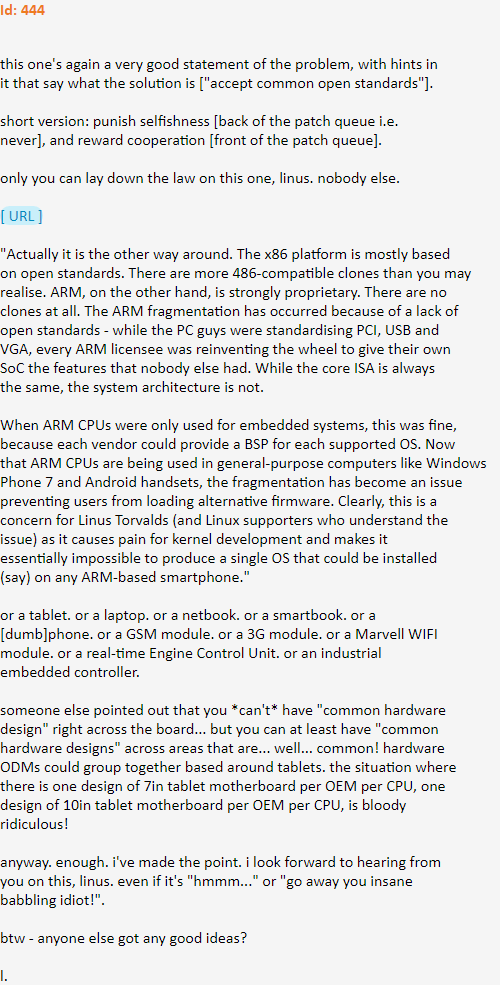 Id: 444
this one's again a very good statement of the problem, with hints in
it that say what the solution is ["accept common open standards"].
short version: punish selfishness [back of the patch queue i.e.
never], and reward cooperation [front of the patch queue].
only you can lay down the law on this one, linus. nobody else.
[ URL ]
"Actually it is the other way around. The x86 platform is mostly based
on open standards. There are more 486-compatible clones than you may
realise. ARM, on the other hand, is strongly proprietary. There are no
clones at all. The ARM fragmentation has occurred because of a lack of
open standards - while the PC guys were standardising PCI, USB and
VGA, every ARM licensee was reinventing the wheel to give their own
SoC the features that nobody else had. While the core ISA is always
the same, the system architecture is not.
When ARM CPUs were only used for embedded systems, this was fine,
because each vendor could provide a BSP for each supported OS. Now
that ARM CPUs are being used in general-purpose computers like Windows
Phone 7 and Android handsets, the fragmentation has become an issue
preventing users from loading alternative firmware. Clearly, this is a
concern for Linus Torvalds (and Linux supporters who understand the
issue) as it causes pain for kernel development and makes it
essentially impossible to produce a single OS that could be installed
(say) on any ARM-based smartphone."
or a tablet. or a laptop. or a netbook. or a smartbook. or a
[dumb]phone. or a GSM module. or a 3G module. or a Marvell WIFI
module. or a real-time Engine Control Unit. or an industrial
embedded controller.
someone else pointed out that you *can't* have "common hardware
design" right across the board... but you can at least have "common
hardware designs" across areas that are... well... common! hardware
ODMs could group together based around tablets. the situation where
there is one design of 7in tablet motherboard per OEM per CPU, one
design of 10in tablet motherboard per OEM per CPU, is bloody
ridiculous!
anyway. enough. i've made the point. i look forward to hearing from
you on this, linus. even if it's "hmmm..." or "go away you insane
babbling idiot!".
btw - anyone else got any good ideas?
l.